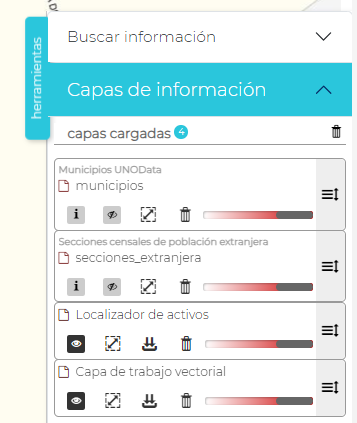 herramientas
Buscar información
Capas de información
capas cargadas 4
Municipios UNOData
municipios
Secciones censales de población extranjera
secciones_extranjera
Localizador de activos
Capa de trabajo vectorial